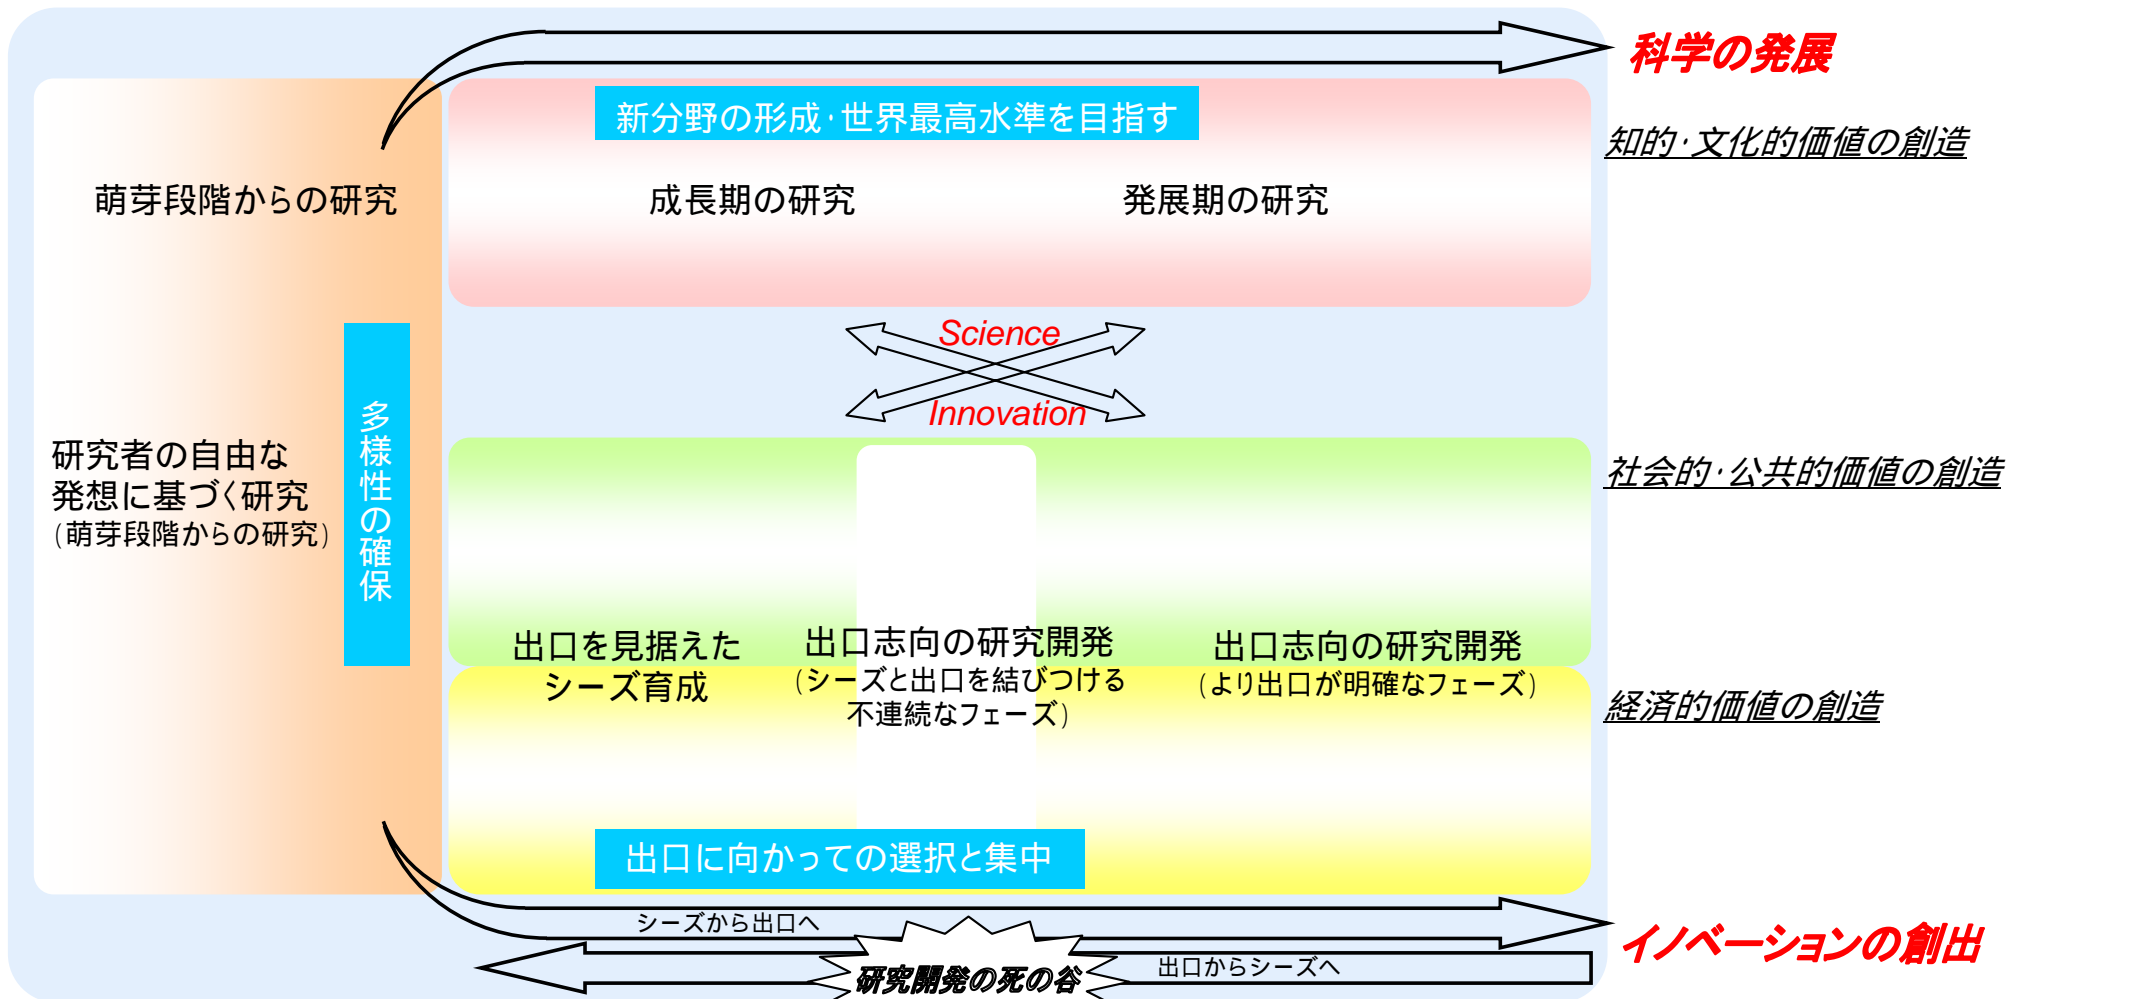 科学の発展
新分野の形成・世界最高水準を目指す
知的・文化的価値の創造
萌芽段階からの研究
成長期の研究
発展期の研究
Science
Innovation
多様性の確保
研究者の自由な
発想に基づく研究
(萌芽段階からの研究)
社会的・公共的価値の創造
出口を見据えた
シーズ育成
出口志向の研究開発
(シーズと出口を結びつける
不連続なフェーズ)
出口志向の研究開発
(より出口が明確なフェーズ)
経済的価値の創造
出口に向かっての選択と集中
シーズから出口へ
イノベーションの創出
出口からシーズへ
研究開発の死の谷